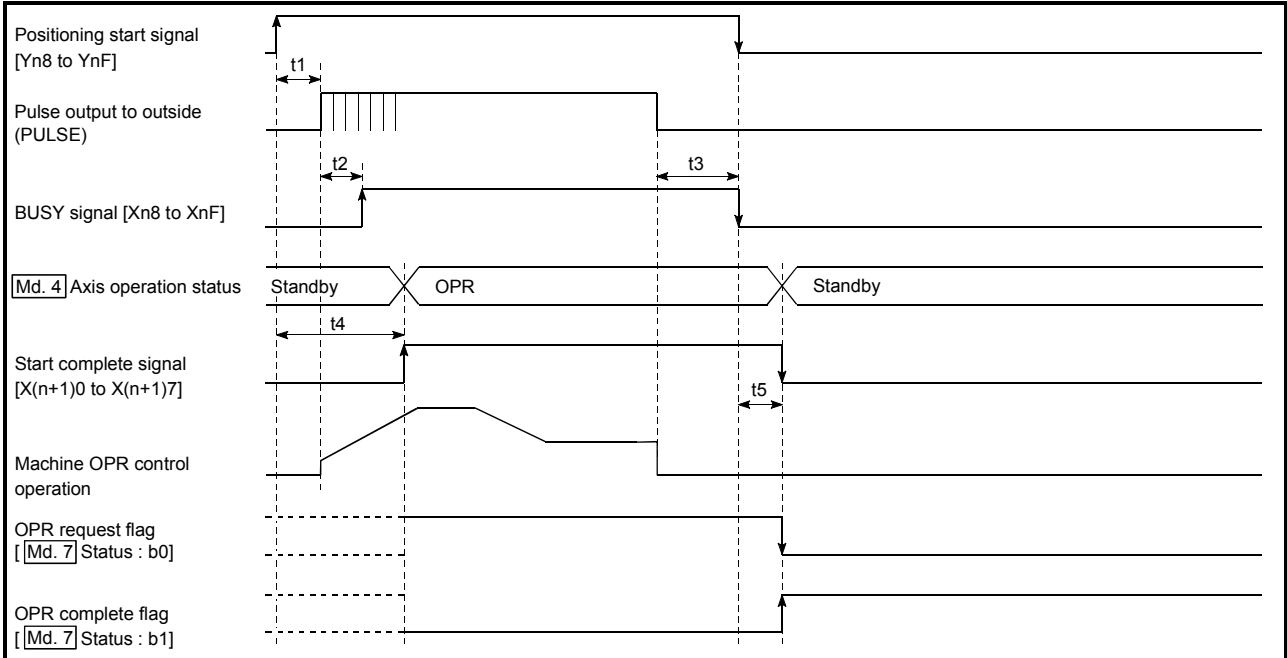 Positioning start signal
[Yn8 to YnF]
t1
Pulse output to outside
(PULSE)
t2
t3
BUSY signal [Xn8 to XnF]
Md. 4 Axis operation status
Standby
OPR
Standby
t4
Start complete signal
[X(n+1)0 to X(n+1)7]
t5
Machine OPR control
operation
OPR request flag
[ Md. 7 Status : b0]
OPR complete flag
[ Md. 7 Status : b1]